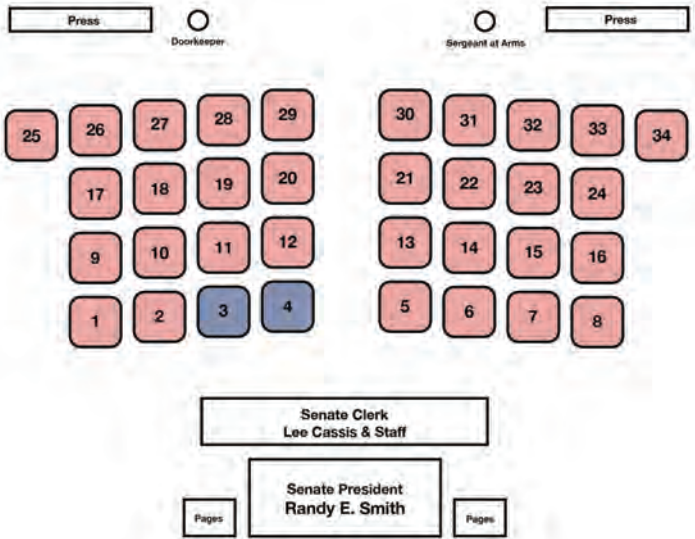 Press
Press
Doorkeeper
Sergeant at Arms
25 26 27 28 29 30 31 32 33 34
17 18 19 20 21 22 23 24
9 10 11 12 13 14 15 16
1 2 3 4 5 6 7 8
Senate Clerk
Lee Cassis & Staff
Senate President
Randy E. Smith
Pages
Pages